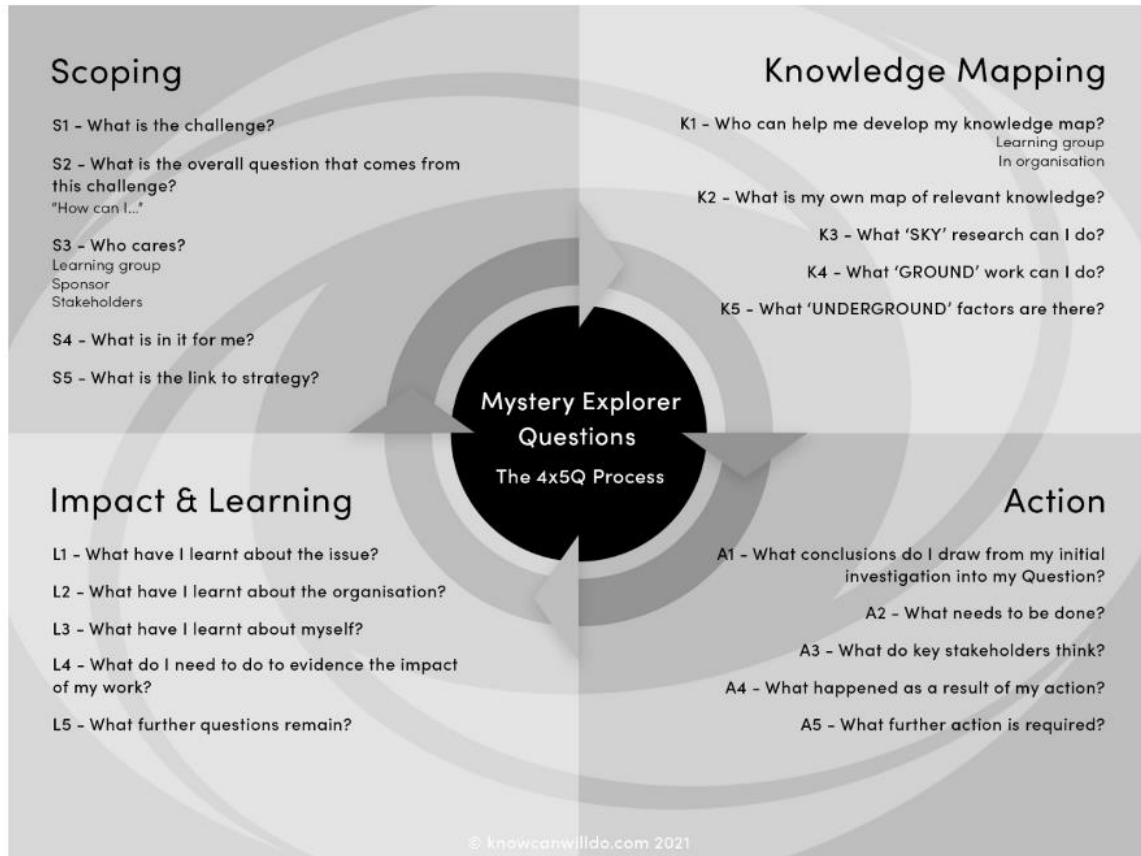 Scoping
S1 - What is the challenge?
S2 - What is the overall question that comes from
this challenge?
"How can I..."
S3 - Who cares?
Learning group
Sponsor
Stakeholders
S4 - What is in it for me?
S5 - What is the link to strategy?
Knowledge Mapping
K1 - Who can help me develop my knowledge map?
Learning group
In organisation
K2 - What is my own map of relevant knowledge?
K3 - What 'SKY' research can I do?
K4 - What 'GROUND' work can I do?
K5 - What 'UNDERGROUND' factors are there?
Mystery Explorer
Questions
The 4x5Q Process
Impact & Learning
L1 - What have I learnt about the issue?
L2 - What have I learnt about the organisation?
L3 - What have I learnt about myself?
L4 - What do I need to do to evidence the impact
of my work?
L5 - What further questions remain?
Action
A1 - What conclusions do I draw from my initial
investigation into my Question?
A2 - What needs to be done?
A3 - What do key stakeholders think?
A4 - What happened as a result of my action?
A5 - What further action is required?
© knowcanwilldo.com 2021